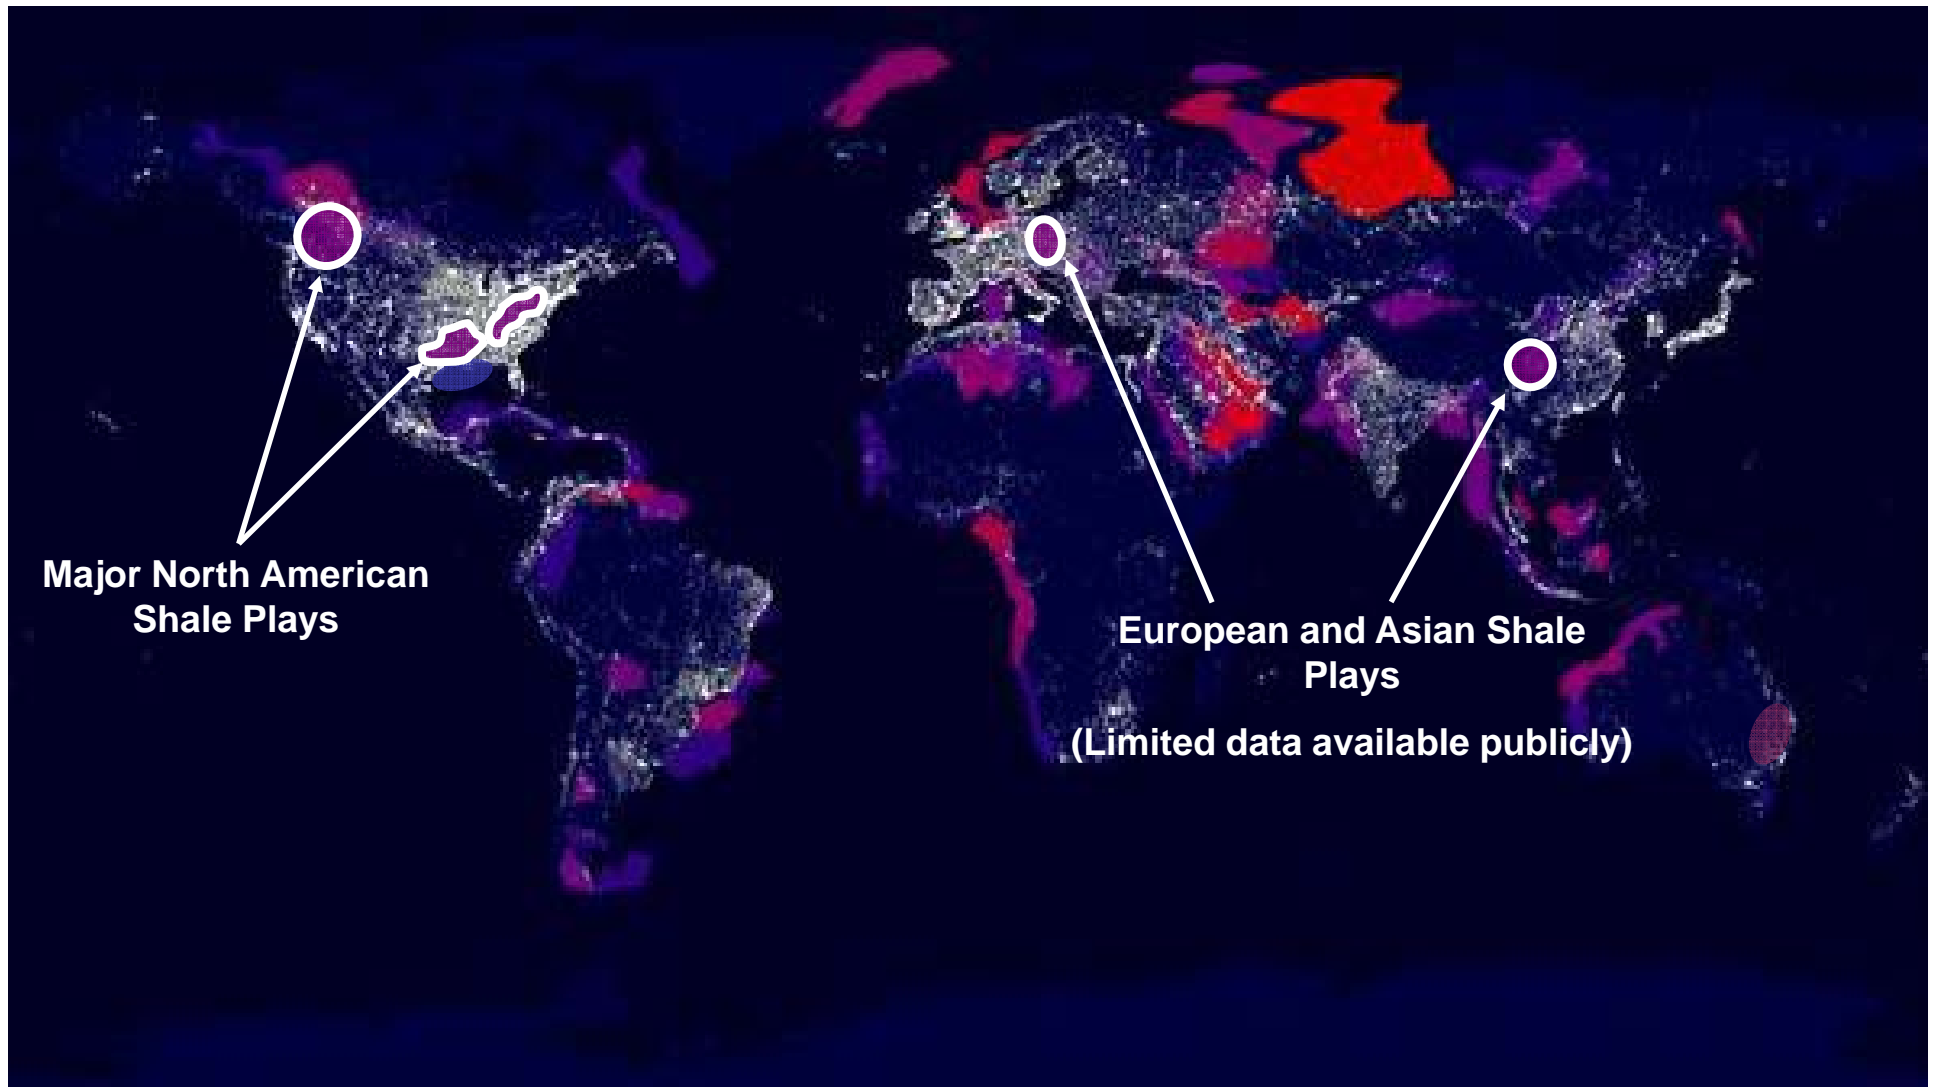 Major North American
Shale Plays
European and Asian Shale
Plays
(Limited data available publicly)